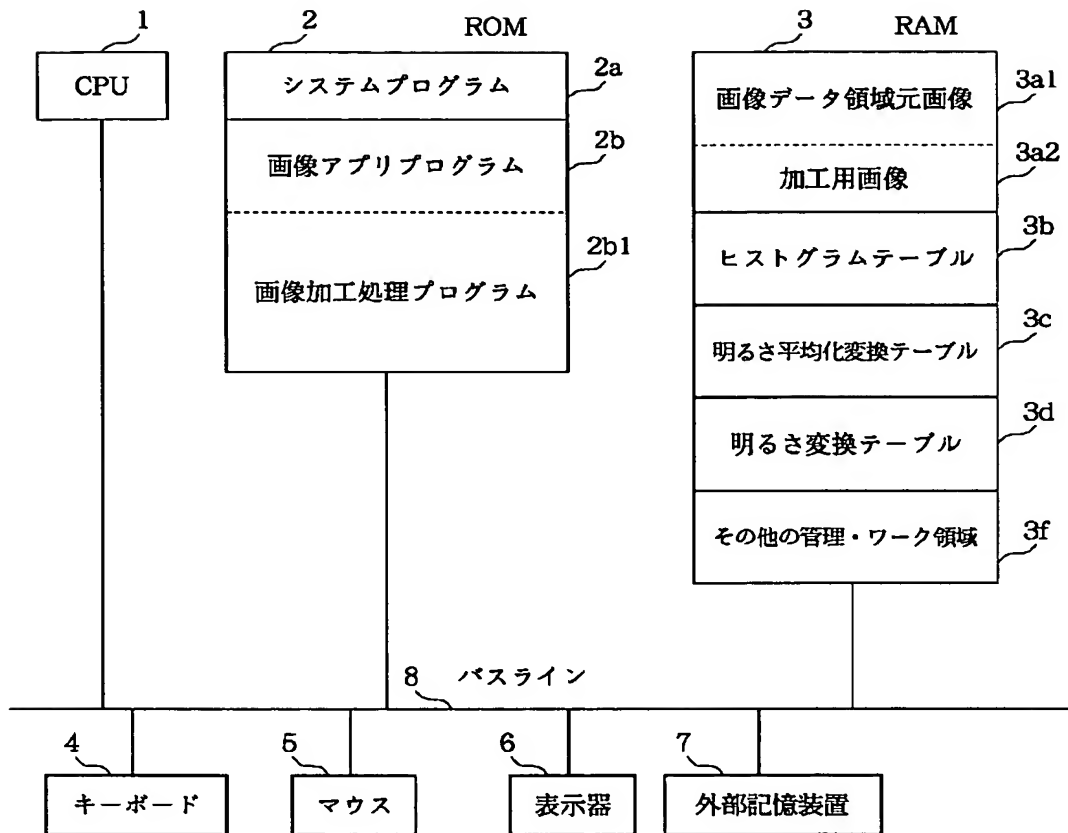 1
CPU
2
ROM
システムプログラム
2a
画像アプリプログラム
2b
画像加工処理プログラム
2b1
3
RAM
画像データ領域元画像
3a1
加工用画像
3a2
ヒストグラムテーブル
3b
明るさ平均化変換テーブル
3c
明るさ変換テーブル
3d
その他の管理・ワーク領域
3f
8
バスライン
4
キーボード
5
マウス
6
表示器
7
外部記憶装置